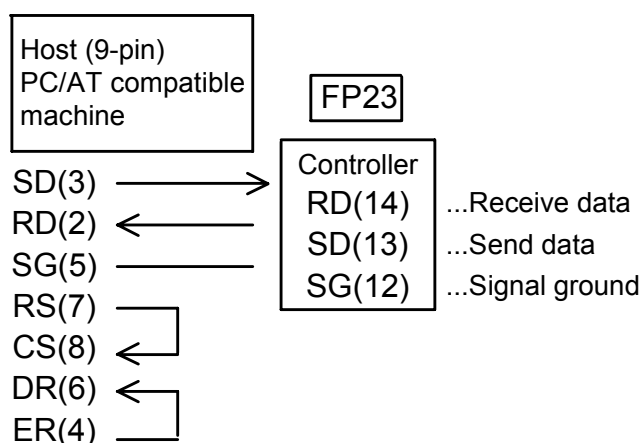 Host (9-pin)
PC/AT compatible
machine
FP23
Controller
SD(3)
RD(14) ...Receive data
RD(2)
SD(13) ...Send data
SG(5)
SG(12) ...Signal ground
RS(7)
CS(8)
DR(6)
ER(4)